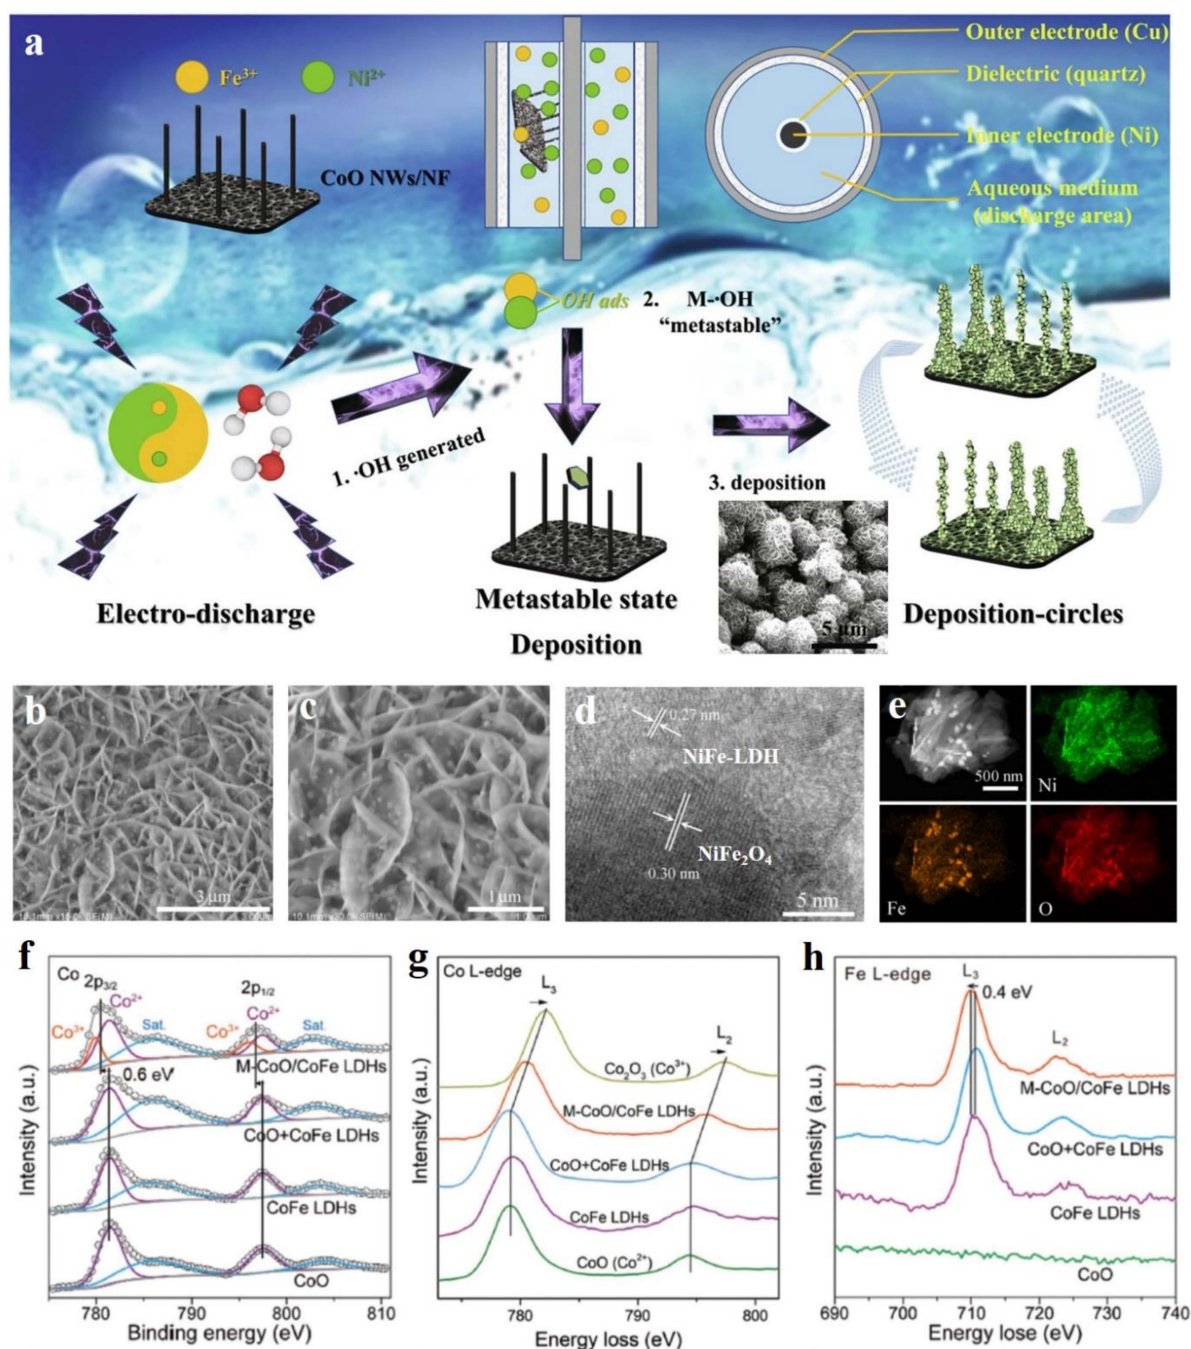 a
Fe³⁺
Ni²⁺
CoO NWs/NF
Outer electrode (Cu)
Dielectric (quartz)
Inner electrode (Ni)
Aqueous medium
(discharge area)
OH ads
2. M-·OH
“metastable”
1. ·OH generated
3. deposition
5 μm
Electro-discharge
Metastable state
Deposition
Deposition-circles
b
3 μm
3.00um
c
1 μm
1.00um
d
0.27 nm
NiFe-LDH
NiFe₂O₄
0.30 nm
5 nm
e
500 nm
Ni
Fe
O
f
Co 2p₃/₂
2p₁/₂
Co²⁺
Co²⁺
Co³⁺
Sat.
Co³⁺
Sat.
M-CoO/CoFe LDHs
0.6 eV
CoO+CoFe LDHs
CoFe LDHs
CoO
Intensity (a.u.)
780 790 800 810
Binding energy (eV)
g
Co L-edge
L₃
L₂
Co₂O₃ (Co³⁺)
M-CoO/CoFe LDHs
CoO+CoFe LDHs
CoFe LDHs
CoO (Co²⁺)
Intensity (a.u.)
780 790 800
Energy loss (eV)
h
Fe L-edge
L₃
0.4 eV
L₂
M-CoO/CoFe LDHs
CoO+CoFe LDHs
CoFe LDHs
CoO
Intensity (a.u.)
690 700 710 720 730 740
Energy lose (eV)